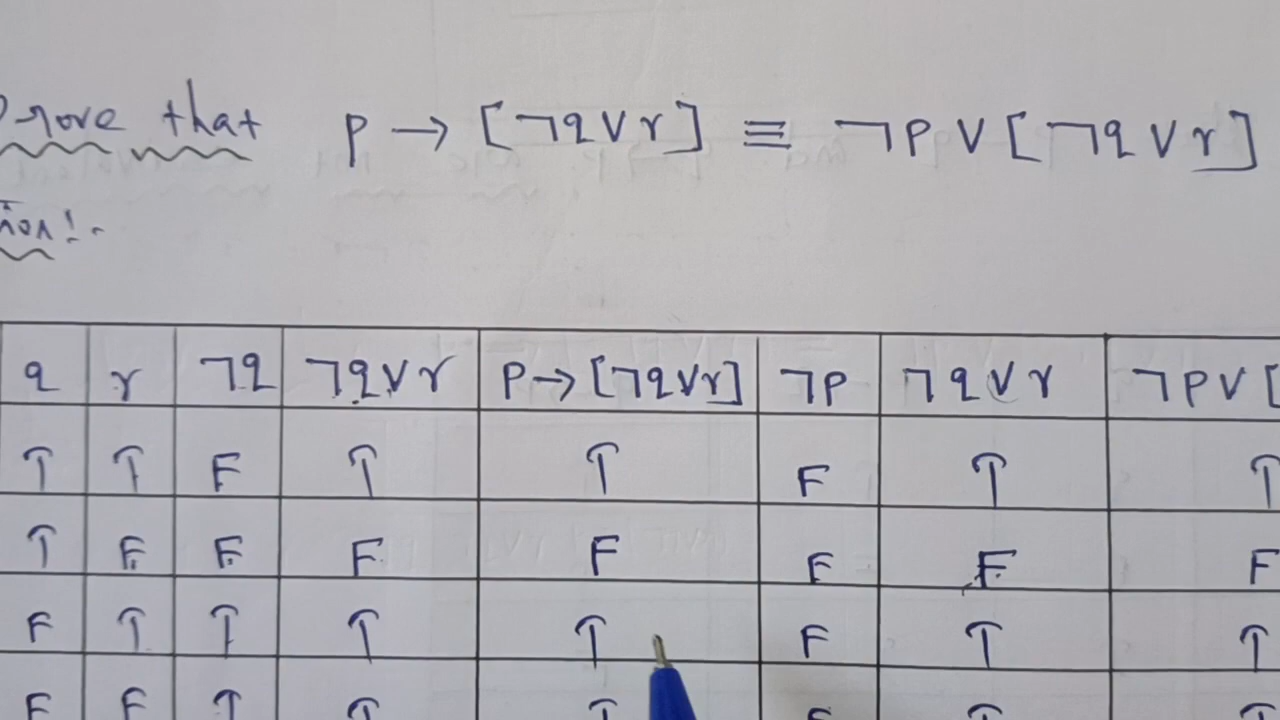 Prove that p → [¬q ∨ r] ≡ ¬p ∨ [¬q ∨ r]
q r ¬q ¬q ∨ r p → [¬q ∨ r] ¬p ¬q ∨ r ¬p ∨ [
T T F T T F T T
T F F F F F F F
F T T T T F T T
F F T T T F T T